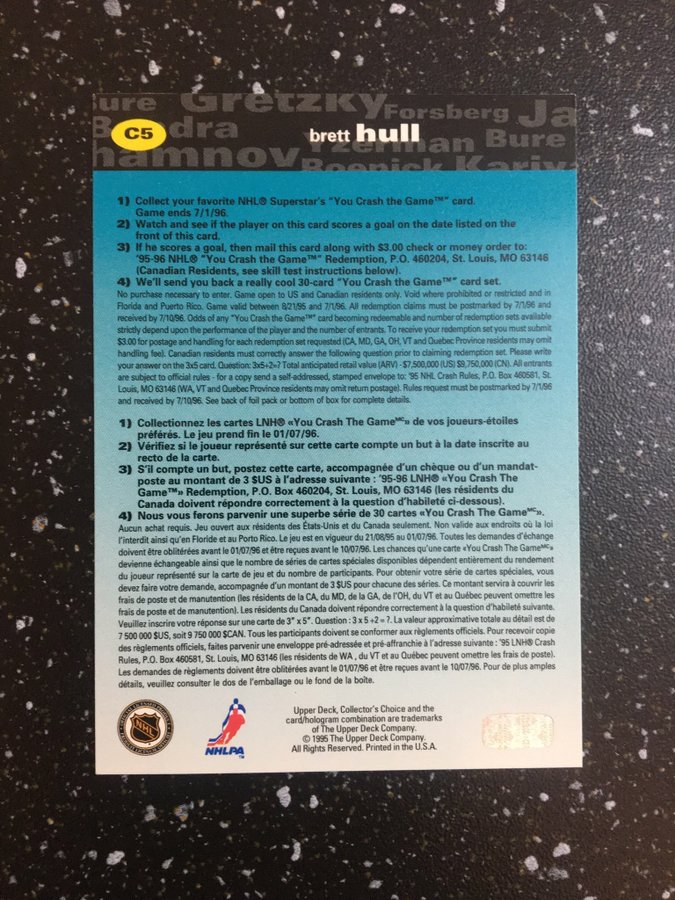 ure Gretzky Forsberg Ja
C5
B dra
brett hull
zerman Bure
hamnov Roenick Kariy
1) Collect your favorite NHL® Superstar's "You Crash the Game™" card.
Game ends 7/1/96.
2) Watch and see if the player on this card scores a goal on the date listed on the
front of this card.
3) If he scores a goal, then mail this card along with $3.00 check or money order to:
'95-96 NHL® "You Crash the Game™" Redemption, P.O. 460204, St. Louis, MO 63146
(Canadian Residents, see skill test instructions below).
4) We'll send you back a really cool 30-card "You Crash the Game™" card set.
No purchase necessary to enter. Game open to US and Canadian residents only. Void where prohibited or restricted and in
Florida and Puerto Rico. Game valid between 8/21/95 and 7/1/96. All redemption claims must be postmarked by 7/1/96 and
received by 7/10/96. Odds of any "You Crash the Game™" card becoming redeemable and number of redemption sets available
strictly depend upon the performance of the player and the number of entrants. To receive your redemption set you must submit
$3.00 for postage and handling for each redemption set requested (CA, MD, GA, OH, VT and Québec Province residents may omit
handling fee). Canadian residents must correctly answer the following question prior to claiming redemption set. Please write
your answer on the 3x5 card. Question: 3x5÷2=? Total anticipated retail value (ARV) - $7,500,000 (US) $9,750,000 (CN). All entrants
are subject to official rules - for a copy send a self-addressed, stamped envelope to: '95 NHL Crash Rules, P.O. Box 460581, St.
Louis, MO 63146 (WA, VT and Quebec Province residents may omit return postage). Rules request must be postmarked by 7/1/96
and received by 7/10/96. See back of foil pack or bottom of box for complete details.
1) Collectionnez les cartes LNH® «You Crash The Game MC» de vos joueurs-étoiles
préférés. Le jeu prend fin le 01/07/96.
2) Vérifiez si le joueur représenté sur cette carte compte un but à la date inscrite au
recto de la carte.
3) S'il compte un but, postez cette carte, accompagnée d'un chèque ou d'un mandat-
poste au montant de 3 $US à l'adresse suivante : '95-96 LNH® «You Crash The
Game™» Redemption, P.O. Box 460204, St. Louis, MO 63146 (les résidents du
Canada doivent répondre correctement à la question d'habileté ci-dessous).
4) Nous vous ferons parvenir une superbe série de 30 cartes «You Crash The Game MC».
Aucun achat requis. Jeu ouvert aux résidents des États-Unis et du Canada seulement. Non valide aux endroits où la loi
l'interdit ainsi qu'en Floride et au Porto Rico. Le jeu est en vigueur du 21/08/95 au 01/07/96. Toutes les demandes d'échange
doivent être oblitérées avant le 01/07/96 et être reçues avant le 10/07/96. Les chances qu'une carte «You Crash The Game MC»
devienne échangeable ainsi que le nombre de séries de cartes spéciales disponibles dépendent entièrement du rendement
du joueur représenté sur la carte de jeu et du nombre de participants. Pour obtenir votre série de cartes spéciales, vous
devez faire votre demande, accompagnée d'un montant de 3 $US pour chacune des séries. Ce montant servira à couvrir les
frais de poste et de manutention (les résidents de la CA, du MD, de la GA, de l'OH, du VT et au Québec peuvent omettre les
frais de poste et de manutention). Les résidents du Canada doivent répondre correctement à la question d'habileté suivante.
Veuillez inscrire votre réponse sur une carte de 3" x 5". Question : 3 x 5 ÷2 = ?. La valeur approximative totale au détail est de
7 500 000 $US, soit 9 750 000 $CAN. Tous les participants doivent se conformer aux règlements officiels. Pour recevoir copie
des règlements officiels, faites parvenir une enveloppe pré-adressée et pré-affranchie à l'adresse suivante : '95 LNH® Crash
Rules, P.O. Box 460581, St. Louis, MO 63146 (les résidents de WA , du VT et au Québec peuvent omettre les frais de poste).
Les demandes de règlements doivent être oblitérées avant le 01/07/96 et être reçues avant le 10/07/96. Pour de plus amples
détails, veuillez consulter le dos de l'emballage ou le fond de la boîte.
NHL
NHLPA™
Upper Deck, Collector's Choice and the
card/hologram combination are trademarks
of The Upper Deck Company.
© 1995 The Upper Deck Company.
All Rights Reserved. Printed in the U.S.A.